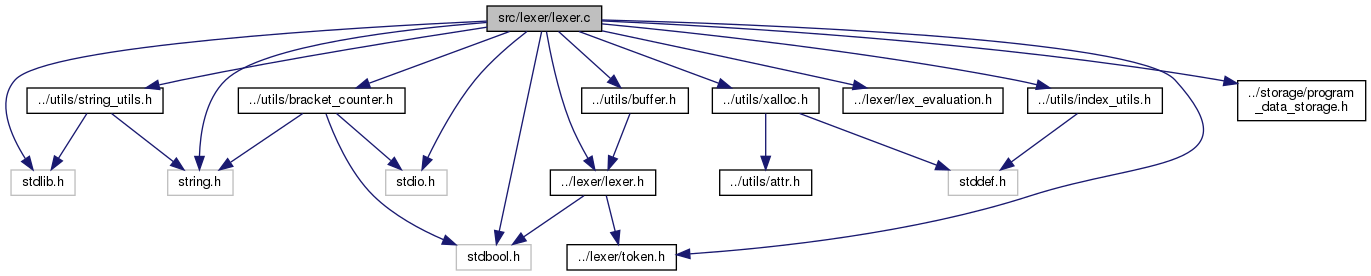 src/lexer/lexer.c
../utils/string_utils.h
../utils/bracket_counter.h
../utils/buffer.h
../utils/xalloc.h
../lexer/lex_evaluation.h
../utils/index_utils.h
../storage/program
_data_storage.h
stdlib.h
string.h
stdio.h
../lexer/lexer.h
../utils/attr.h
stddef.h
stdbool.h
../lexer/token.h